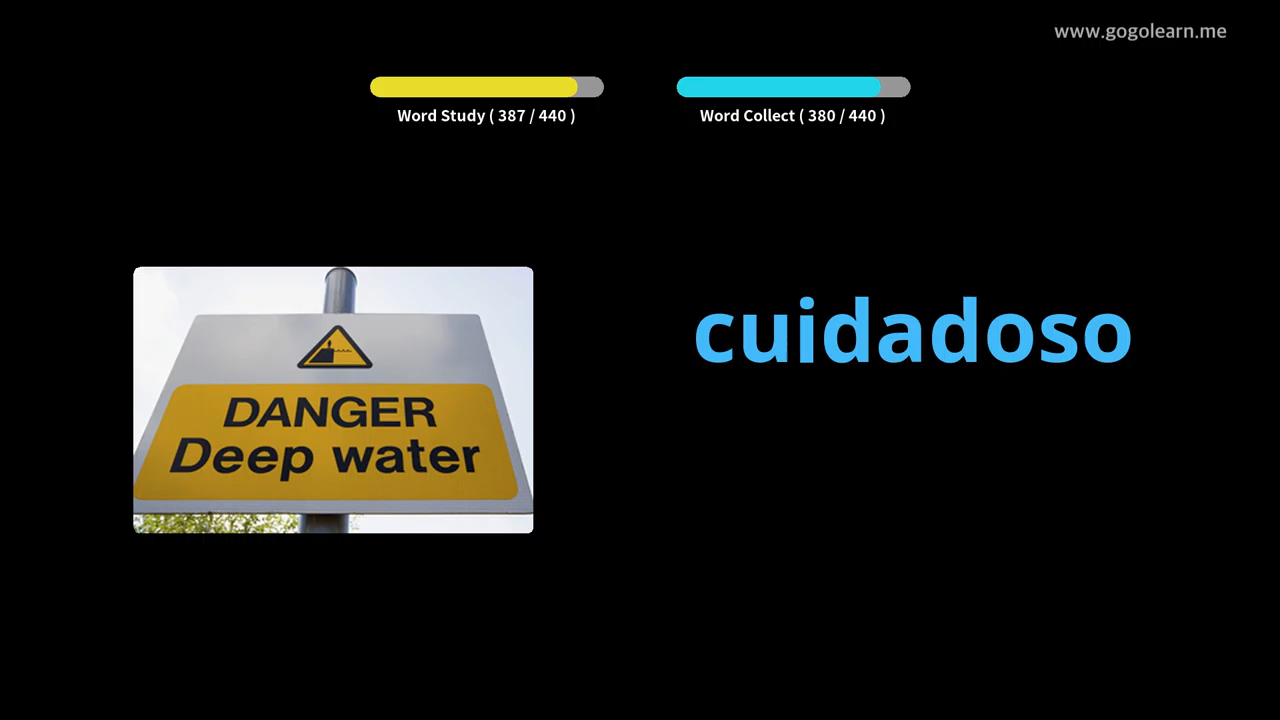 www.gogolearn.me
Word Study ( 387 / 440 )
Word Collect ( 380 / 440 )
cuidadoso
DANGER
Deep water